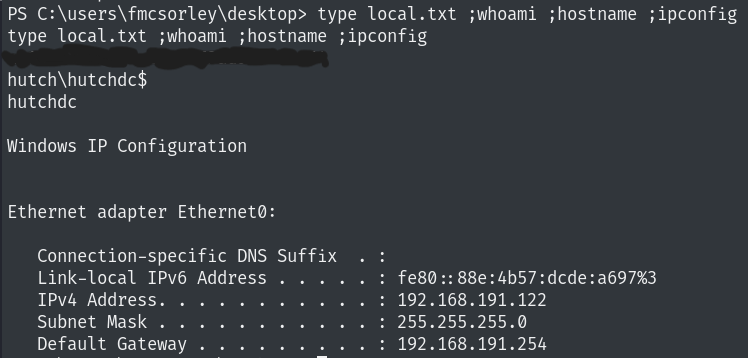 PS C:\users\fmcsorley\desktop> type local.txt ;whoami ;hostname ;ipconfig
type local.txt ;whoami ;hostname ;ipconfig
hutch\hutchdc$
hutchdc
Windows IP Configuration
Ethernet adapter Ethernet0:
Connection-specific DNS Suffix  . :
Link-local IPv6 Address . . . . . : fe80::88e:4b57:dcde:a697%3
IPv4 Address. . . . . . . . . . . : 192.168.191.122
Subnet Mask . . . . . . . . . . . : 255.255.255.0
Default Gateway . . . . . . . . . : 192.168.191.254